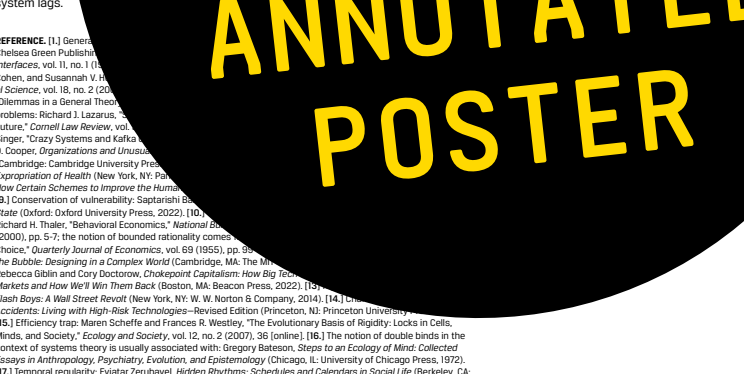 system lags.
ANNOTATED
POSTER
REFERENCE. [1.] Genera
Chelsea Green Publishin
Interfaces, vol. 11, no. 1 (19
Cohen, and Susannah V. H
al Science, vol. 18, no. 2 (20
"Dilemmas in a General Theor
problems: Richard J. Lazarus, "S
Future," Cornell Law Review, vol.
Singer, "Crazy Systems and Kafka C
D. Cooper, Organizations and Unusua
(Cambridge: Cambridge University Pres
Expropriation of Health (New York, NY: Pan
How Certain Schemes to Improve the Human
9.] Conservation of vulnerability: Saptarishi Ba
State (Oxford: Oxford University Press, 2022). [10.]
Richard H. Thaler, "Behavioral Economics," National Bu
(2000), pp. 5-7; the notion of bounded rationality comes
Choice," Quarterly Journal of Economics, vol. 69 (1955), pp. 99
the Bubble: Designing in a Complex World (Cambridge, MA: The MI
Rebecca Giblin and Cory Doctorow, Chokepoint Capitalism: How Big Tech
Markets and How We'll Win Them Back (Boston, MA: Beacon Press, 2022). [13]
Flash Boys: A Wall Street Revolt (New York, NY: W. W. Norton & Company, 2014). [14.] Cha
Accidents: Living with High-Risk Technologies—Revised Edition (Princeton, NJ: Princeton University P
15.] Efficiency trap: Maren Scheffe and Frances R. Westley, "The Evolutionary Basis of Rigidity: Locks in Cells,
Minds, and Society," Ecology and Society, vol. 12, no. 2 (2007), 36 [online]. [16.] The notion of double binds in the
context of systems theory is usually associated with: Gregory Bateson, Steps to an Ecology of Mind: Collected
Essays in Anthropology, Psychiatry, Evolution, and Epistemology (Chicago, IL: University of Chicago Press, 1972).
17.] Temporal regularity: Eviatar Zerubavel, Hidden Rhythms: Schedules and Calendars in Social Life (Berkeley, CA: